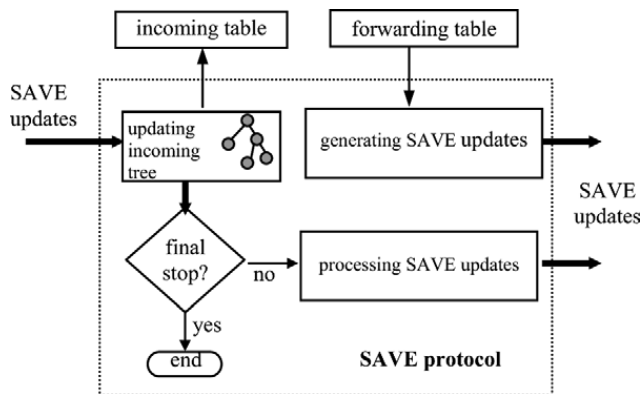 incoming table
forwarding table
SAVE
updates
updating
incoming
tree
generating SAVE updates
SAVE
updates
final
stop?
no
processing SAVE updates
yes
end
SAVE protocol